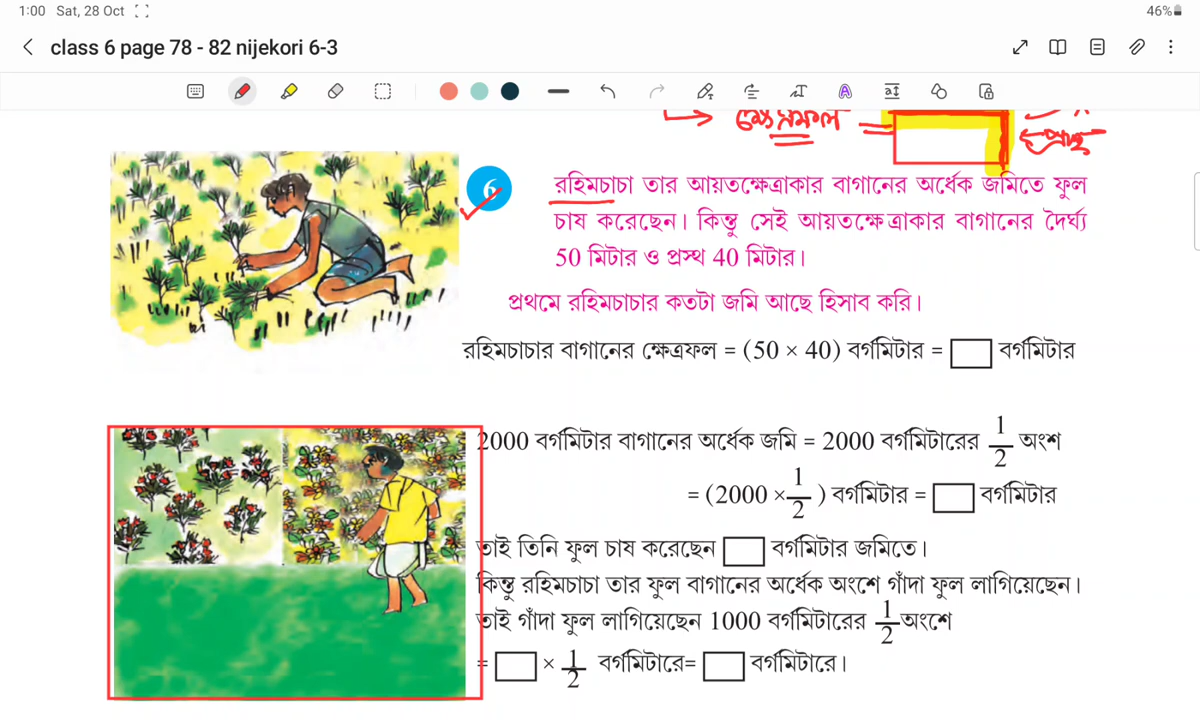 1:00 Sat, 28 Oct 46%
class 6 page 78 - 82 nijekori 6-3
ক্ষেত্রফল =
প্রস্থ
6 রহিমচাচা তার আয়তক্ষেত্রাকার বাগানের অর্ধেক জমিতে ফুল
চাষ করেছেন। কিন্তু সেই আয়তক্ষেত্রাকার বাগানের দৈর্ঘ্য
50 মিটার ও প্রস্থ 40 মিটার।
প্রথমে রহিমচাচার কতটা জমি আছে হিসাব করি।
রহিমচাচার বাগানের ক্ষেত্রফল = (50 × 40) বর্গমিটার = □ বর্গমিটার
2000 বর্গমিটার বাগানের অর্ধেক জমি = 2000 বর্গমিটারের 1/2 অংশ
= (2000 × 1/2) বর্গমিটার = □ বর্গমিটার
তাই তিনি ফুল চাষ করেছেন □ বর্গমিটার জমিতে।
কিন্তু রহিমচাচা তার ফুল বাগানের অর্ধেক অংশে গাঁদা ফুল লাগিয়েছেন।
তাই গাঁদা ফুল লাগিয়েছেন 1000 বর্গমিটারের 1/2 অংশে
= □ × 1/2 বর্গমিটারে= □ বর্গমিটারে।